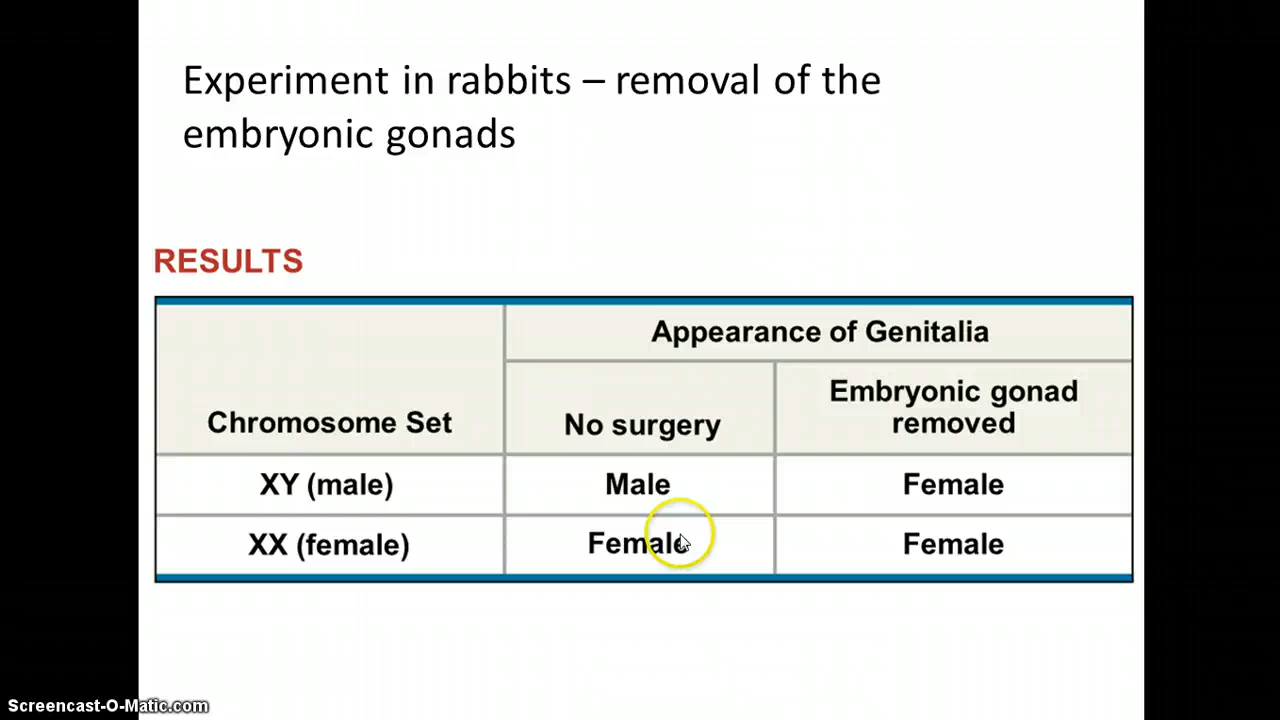 Experiment in rabbits – removal of the
embryonic gonads
RESULTS
Appearance of Genitalia
Chromosome Set
No surgery
Embryonic gonad
removed
XY (male)
Male
Female
XX (female)
Female
Female
Screencast-O-Matic.com